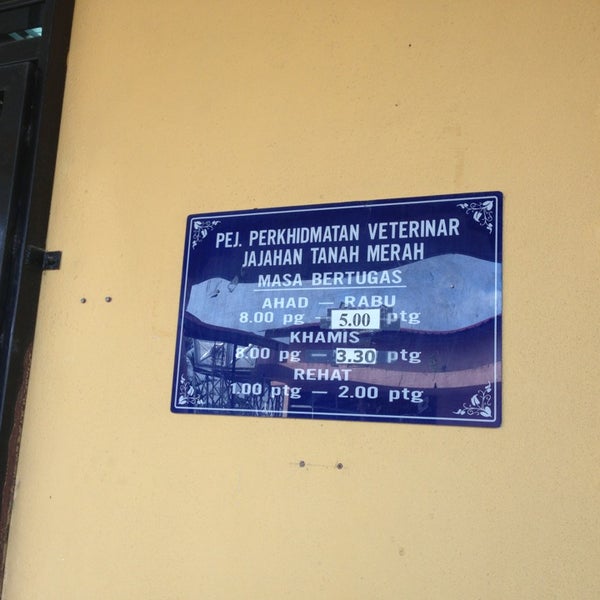 PEJ. PERKHIDMATAN VETERINAR
JAJAHAN TANAH MERAH
MASA BERTUGAS
AHAD — RABU
8.00 pg — 5.00 ptg
KHAMIS
8.00 pg — 3.30 ptg
REHAT
1.00 ptg — 2.00 ptg